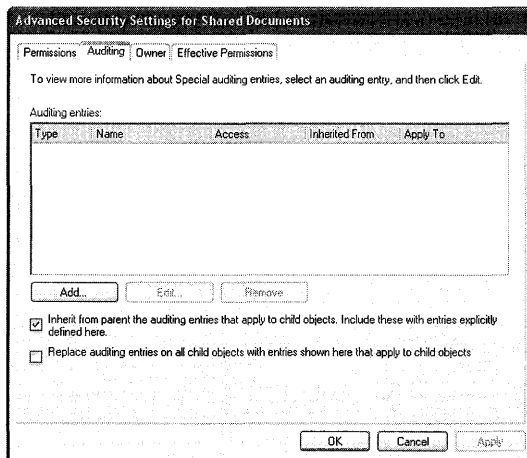 Advanced Security Settings for Shared Documents
Permissions Auditing Owner Effective Permissions
To view more information about Special auditing entries, select an auditing entry, and then click Edit.
Auditing entries:
Type Name Access Inherited From Apply To
Add... Edit... Remove
Inherit from parent the auditing entries that apply to child objects. Include these with entries explicitly
defined here.
Replace auditing entries on all child objects with entries shown here that apply to child objects
OK Cancel Apply